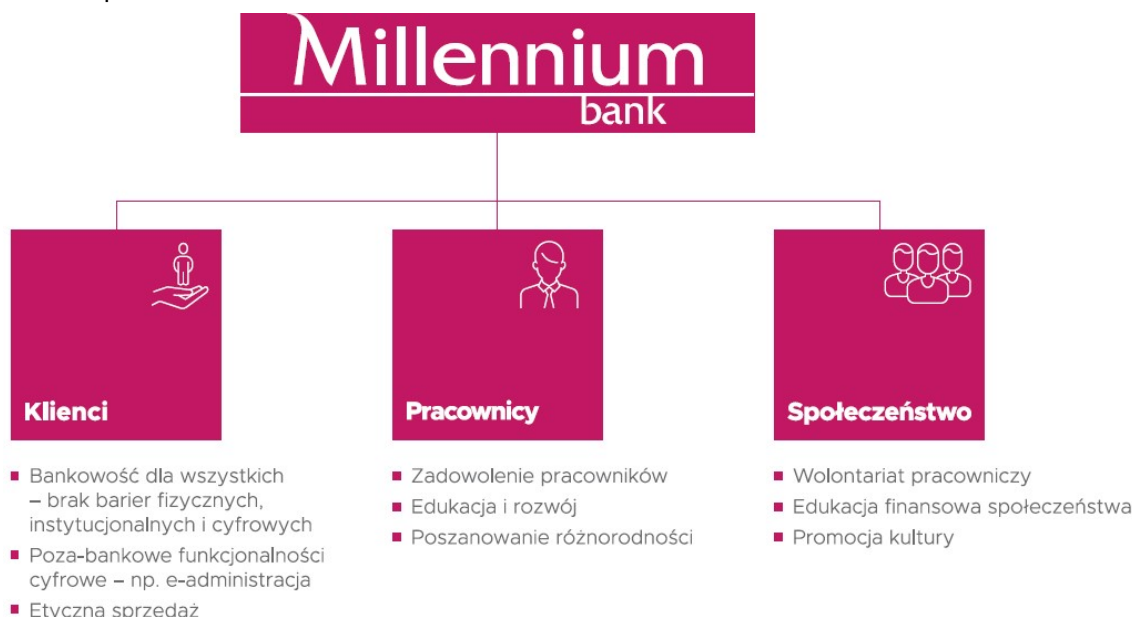 Millennium
bank
Klienci
Bankowość dla wszystkich
– brak barier fizycznych,
instytucjonalnych i cyfrowych
Poza-bankowe funkcjonalności
cyfrowe – np. e-administracja
Etyczna sprzedaż
Pracownicy
Zadowolenie pracowników
Edukacja i rozwój
Poszanowanie różnorodności
Społeczeństwo
Wolontariat pracowniczy
Edukacja finansowa społeczeństwa
Promocja kultury